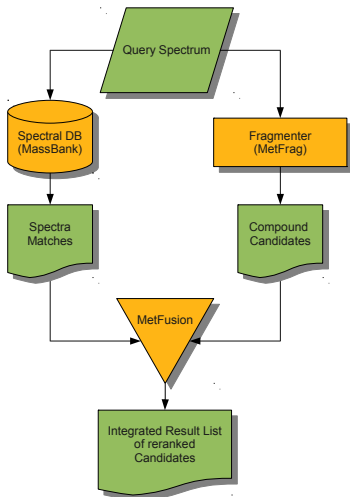 Query Spectrum
Spectral DB
(MassBank)
Fragmenter
(MetFrag)
Spectra
Matches
Compound
Candidates
MetFusion
Integrated Result List
of reranked
Candidates